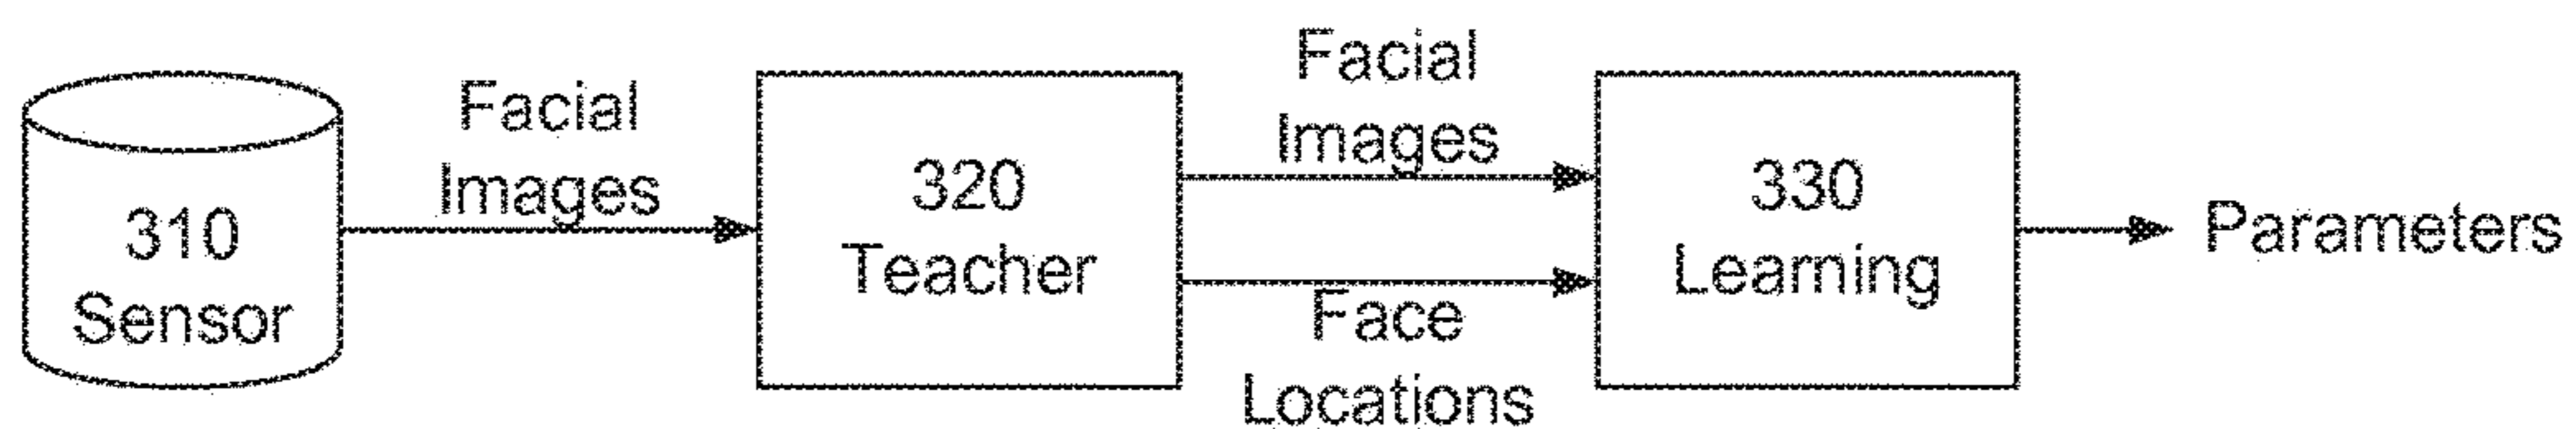 310
Sensor
Facial
Images
320
Teacher
Facial
Images
Face
Locations
330
Learning
Parameters